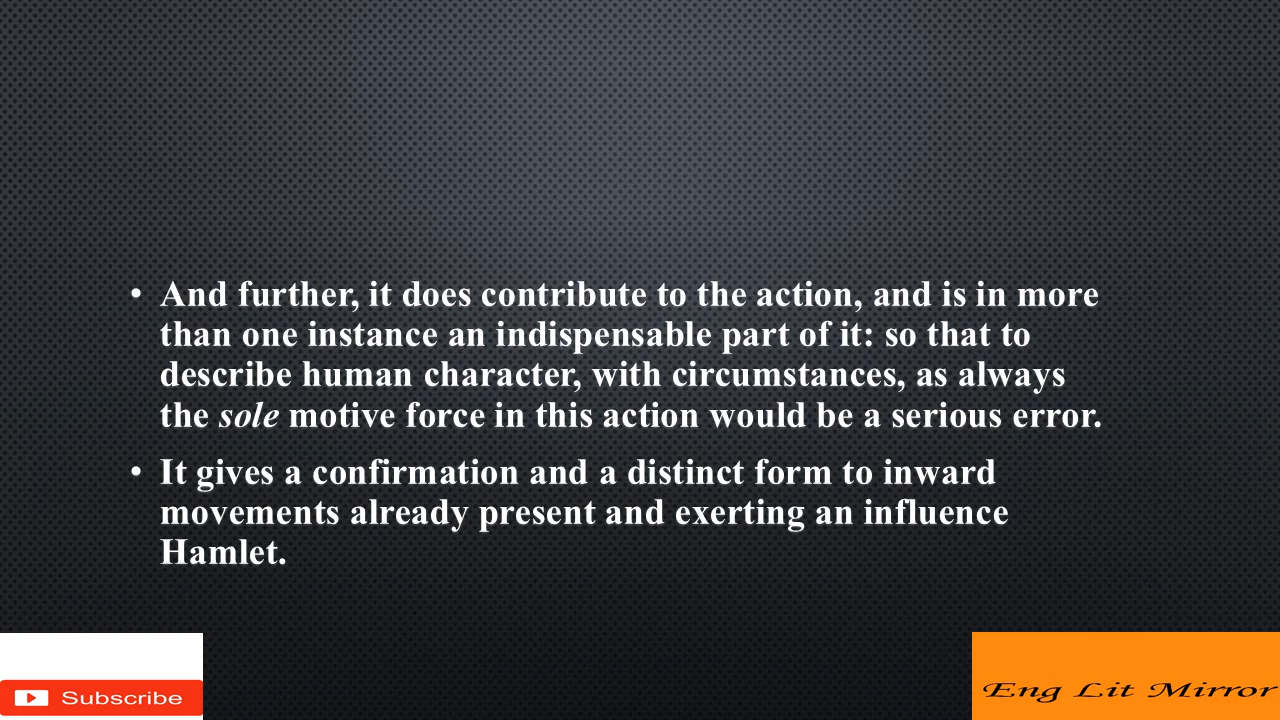 • And further, it does contribute to the action, and is in more
than one instance an indispensable part of it: so that to
describe human character, with circumstances, as always
the sole motive force in this action would be a serious error.
• It gives a confirmation and a distinct form to inward
movements already present and exerting an influence
Hamlet.
Subscribe
Eng Lit Mirror